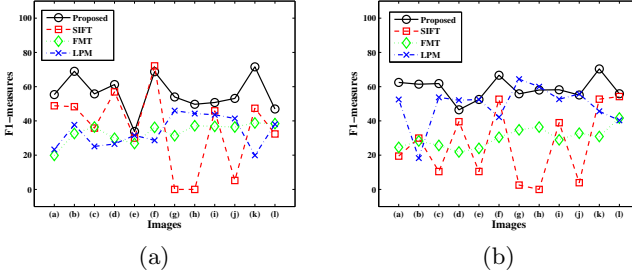 Proposed
SIFT
FMT
LPM
F1-measures
100
80
60
40
20
0
(a) (b) (c) (d) (e) (f) (g) (h) (i) (j) (k) (l)
Images
(a)
Proposed
SIFT
FMT
LPM
F1-measures
100
80
60
40
20
0
(a) (b) (c) (d) (e) (f) (g) (h) (i) (j) (k) (l)
Images
(b)